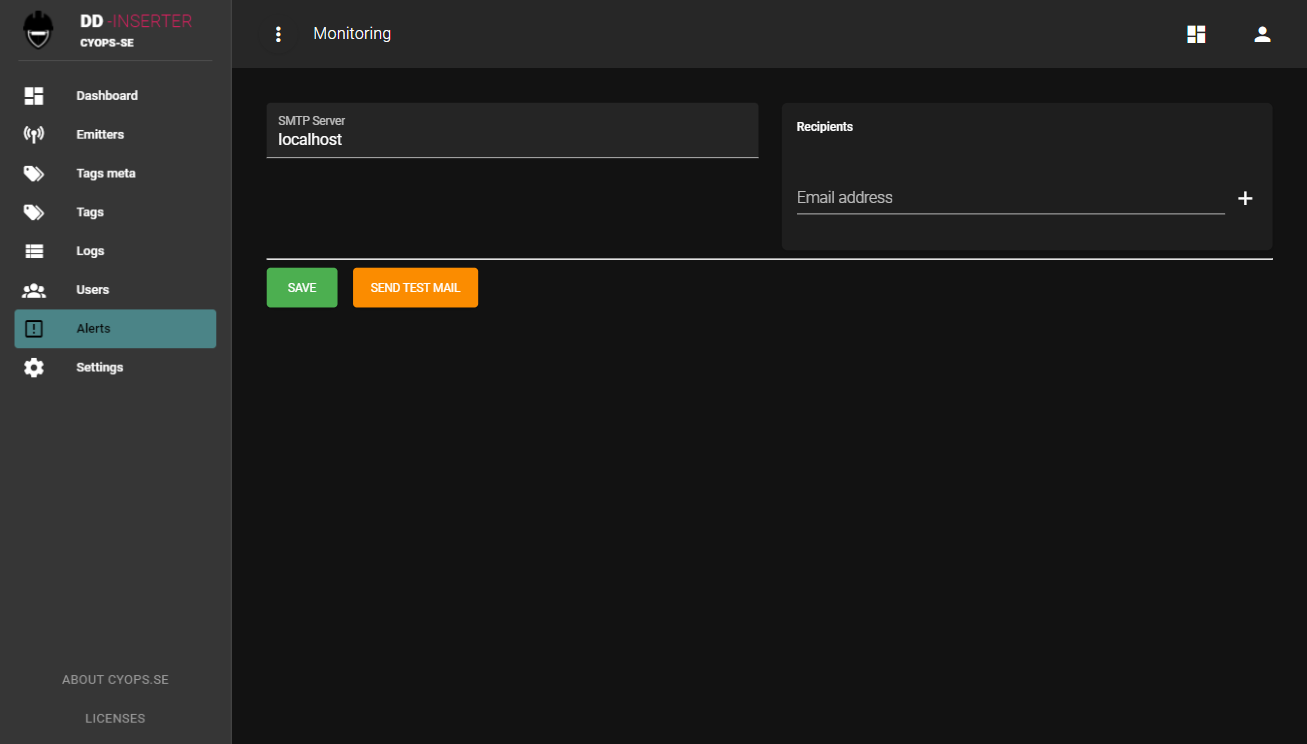 DD -INSERTER
CYOPS-SE
Dashboard
Emitters
Tags meta
Tags
Logs
Users
Alerts
Settings
ABOUT CYOPS.SE
LICENSES
Monitoring
SMTP Server
localhost
Recipients
Email address
SAVE
SEND TEST MAIL